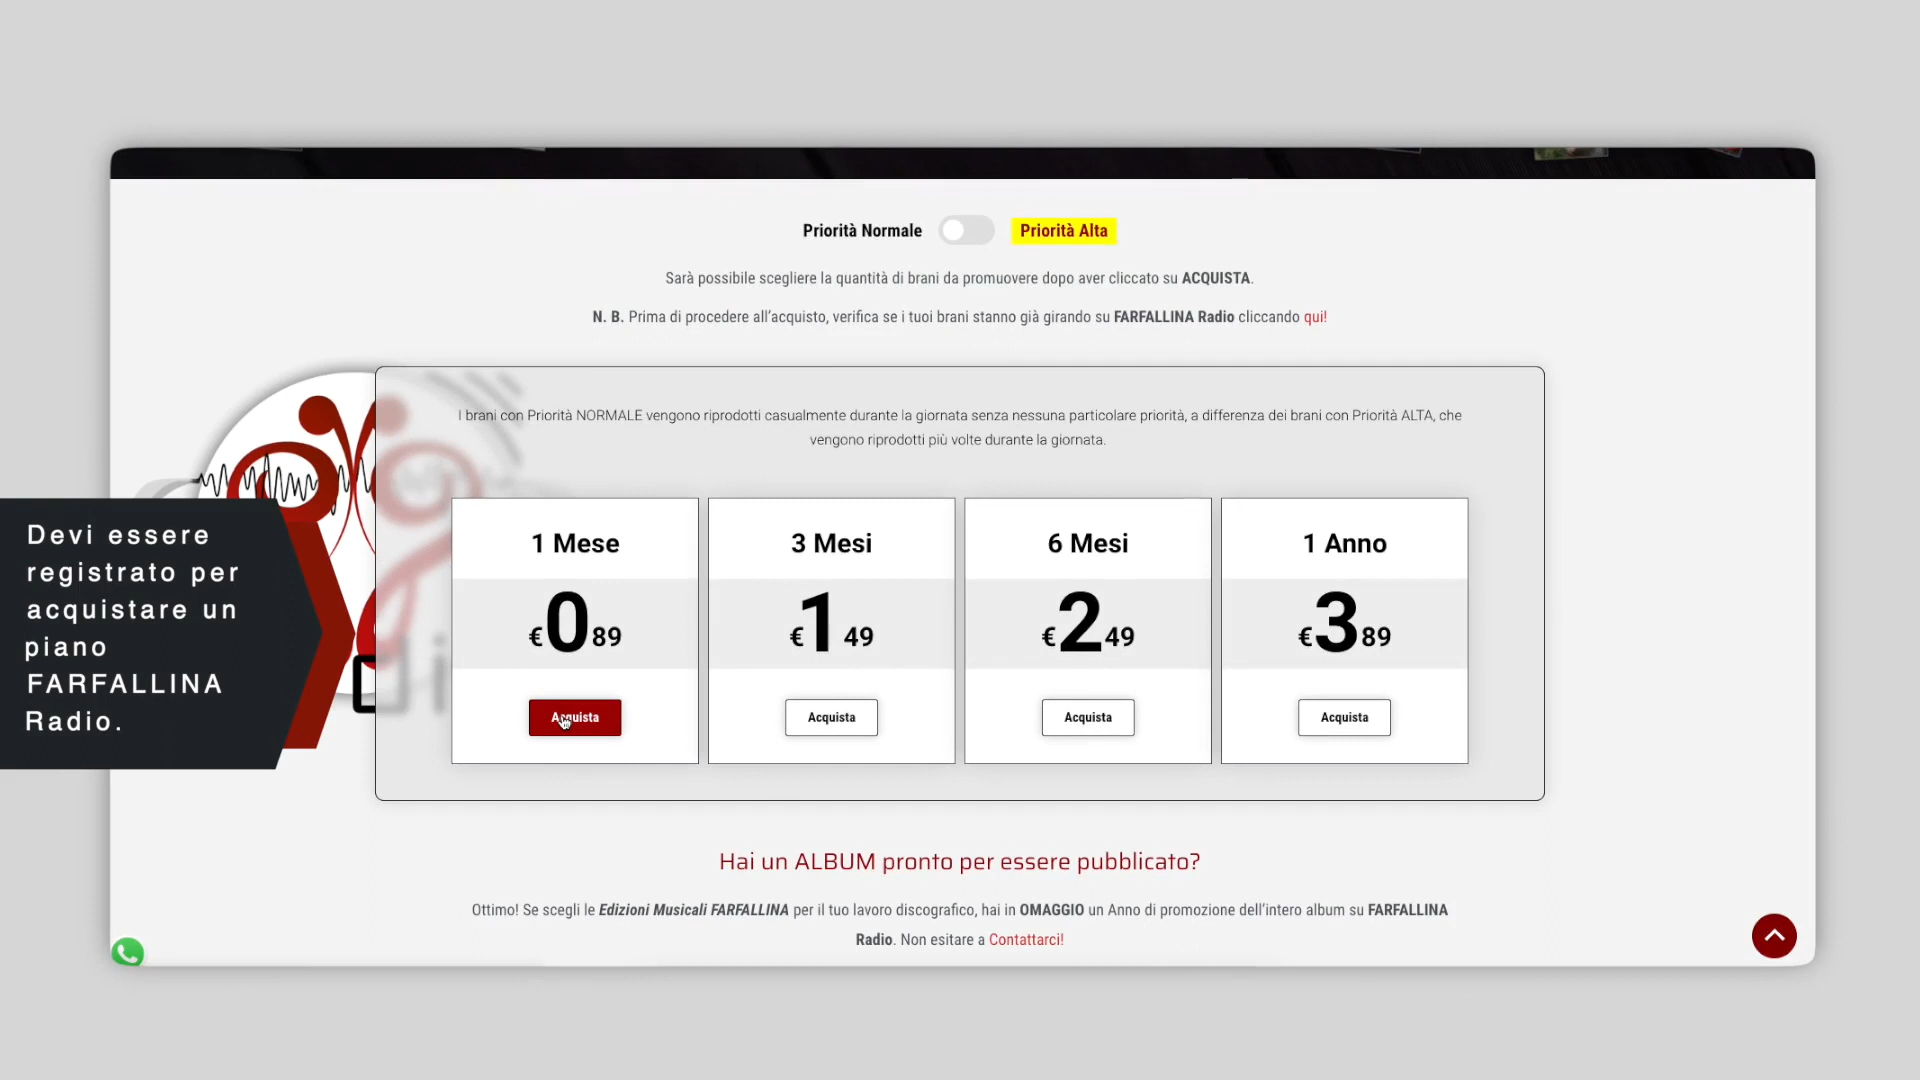 Priorità Normale
Priorità Alta
Sarà possibile scegliere la quantità di brani da promuovere dopo aver cliccato su ACQUISTA.
N. B. Prima di procedere all'acquisto, verifica se i tuoi brani stanno già girando su FARFALLINA Radio cliccando qui!
I brani con Priorità NORMALE vengono riprodotti casualmente durante la giornata senza nessuna particolare priorità, a differenza dei brani con Priorità ALTA, che
vengono riprodotti più volte durante la giornata.
Devi essere
registrato per
acquistare un
piano
FARFALLINA
Radio.
1 Mese
€0 89
Acquista
3 Mesi
€1 49
Acquista
6 Mesi
€2 49
Acquista
1 Anno
€3 89
Acquista
Hai un ALBUM pronto per essere pubblicato?
Ottimo! Se scegli le Edizioni Musicali FARFALLINA per il tuo lavoro discografico, hai in OMAGGIO un Anno di promozione dell'intero album su FARFALLINA
Radio. Non esitare a Contattarci!